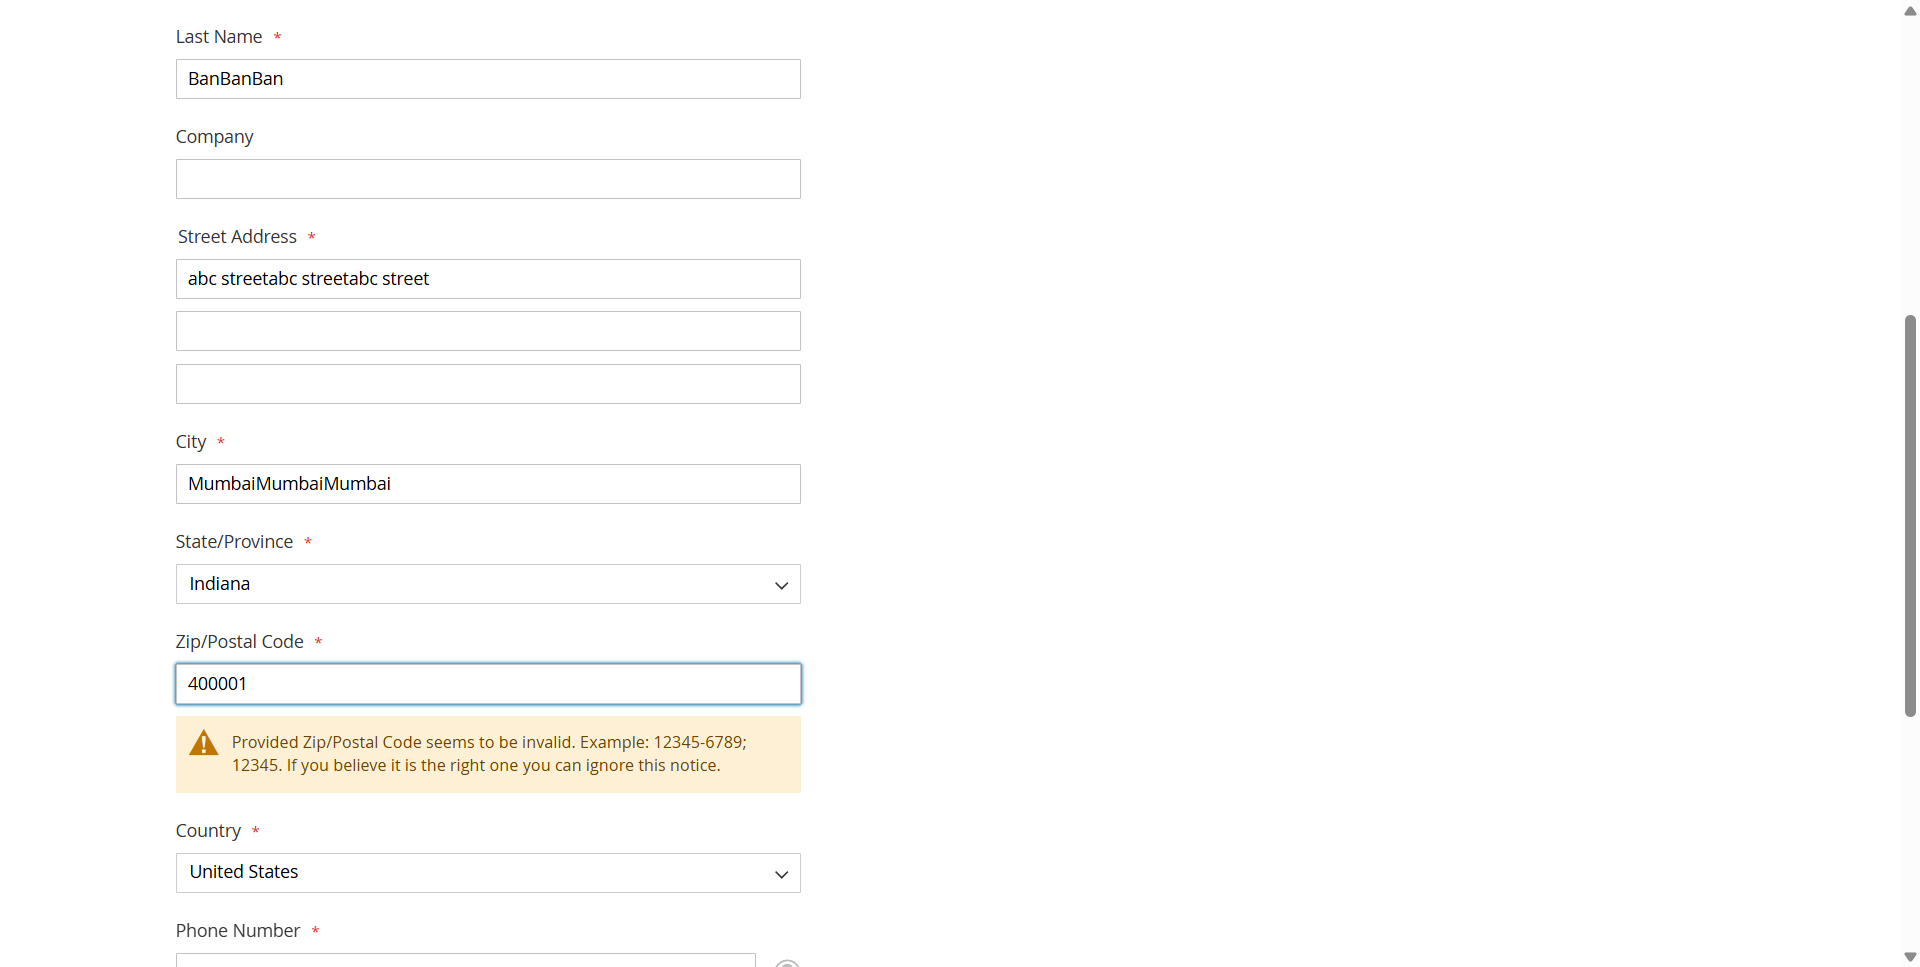 Last Name *
BanBanBan
Company
Street Address *
abc streetabc streetabc street
City *
MumbaiMumbaiMumbai
State/Province *
Indiana
Zip/Postal Code *
400001
Provided Zip/Postal Code seems to be invalid. Example: 12345-6789;
12345. If you believe it is the right one you can ignore this notice.
Country *
United States
Phone Number *